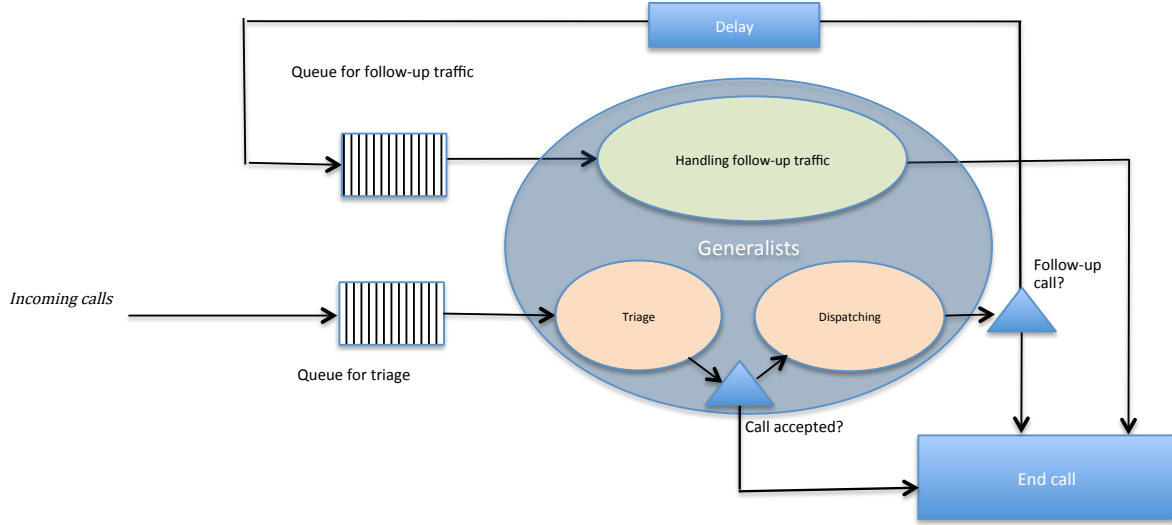 Delay
Queue for follow-up traffic
Handling follow-up traffic
Generalists
Follow-up
call?
Incoming calls
Triage
Dispatching
Queue for triage
Call accepted?
End call